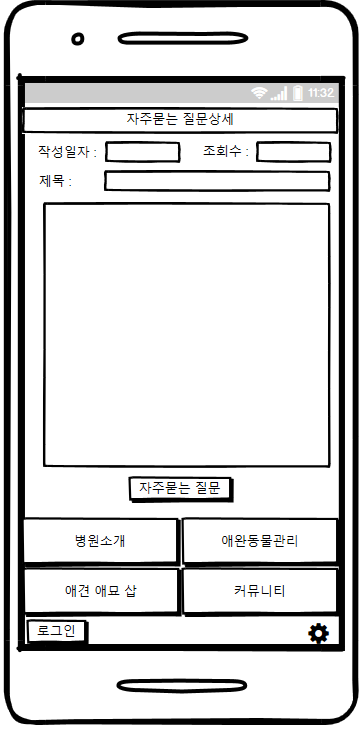 11:32
자주묻는 질문상세
작성일자 : 조회수 :
제목 :
자주묻는 질문
병원소개 애완동물관리
애견 애묘 샵 커뮤니티
로그인